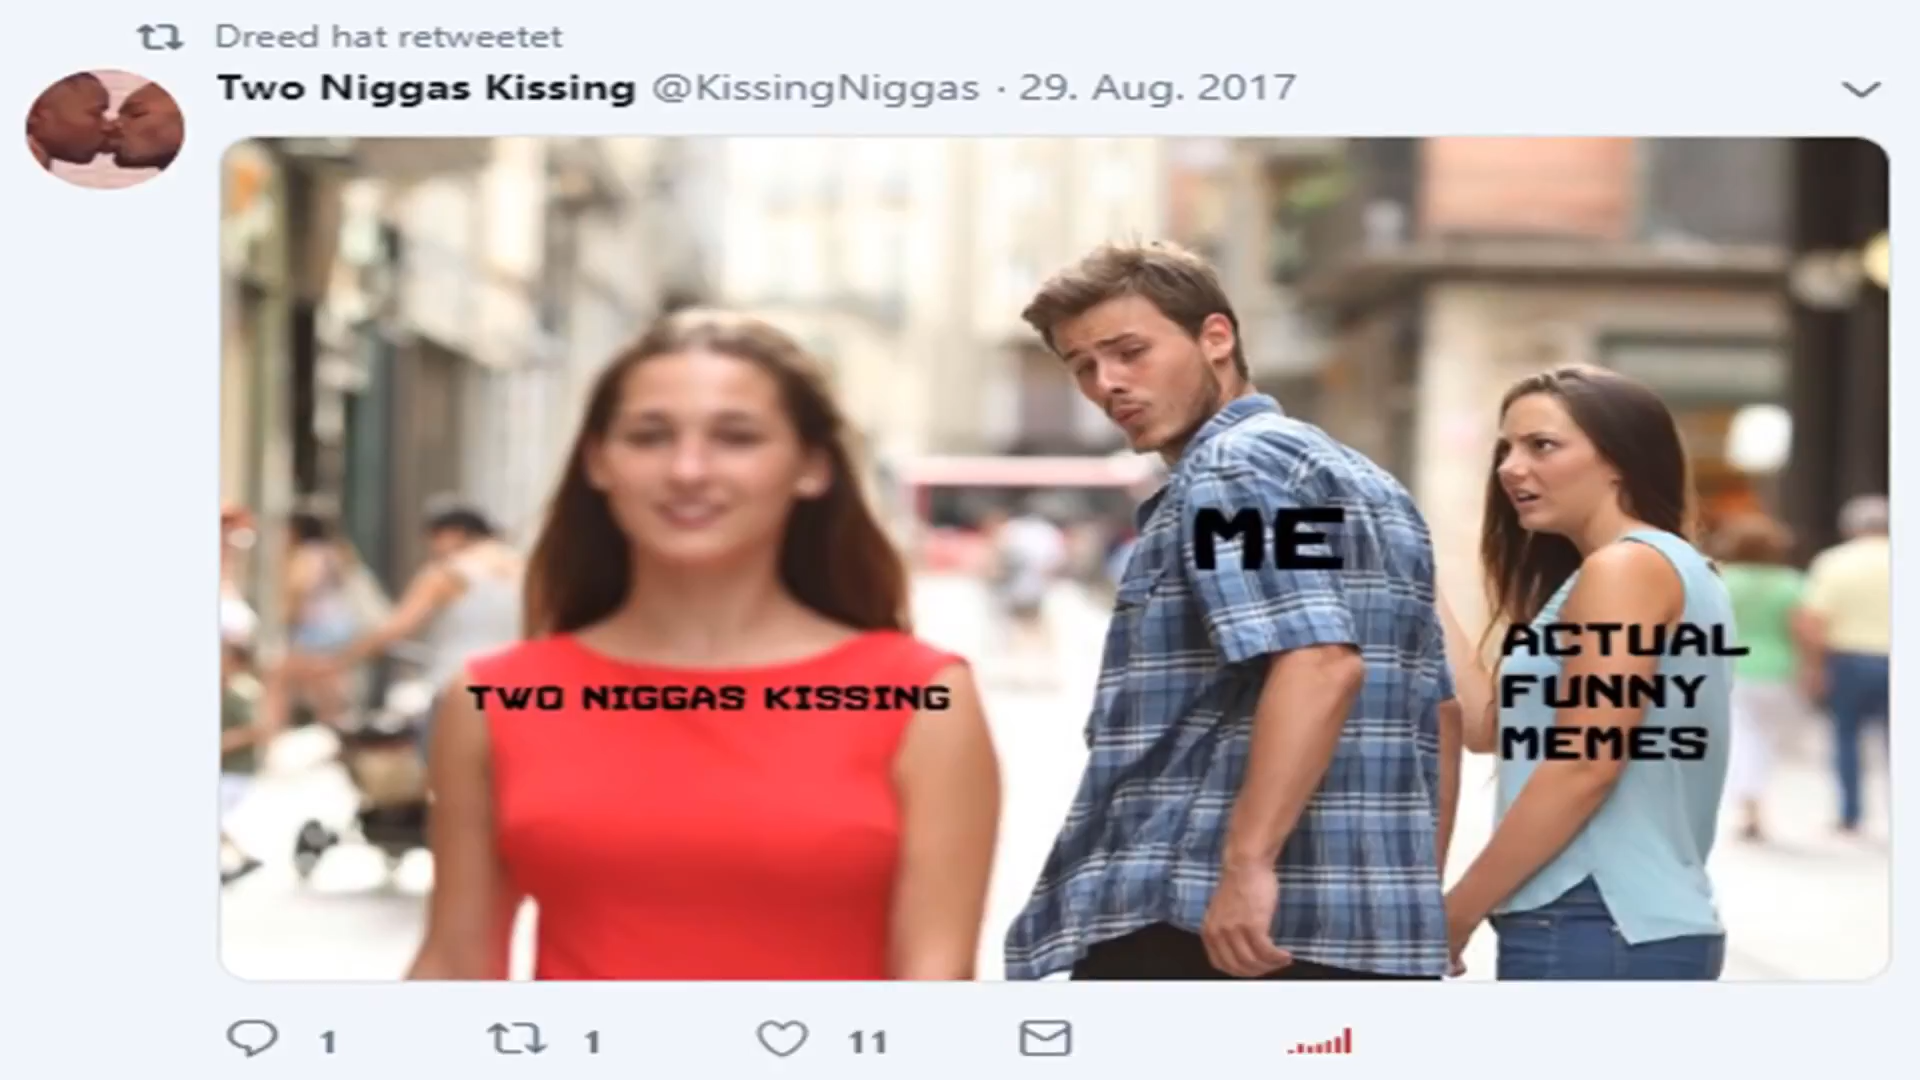 Dreed hat retweetet
Two Niggas Kissing @KissingNiggas · 29. Aug. 2017
ME
ACTUAL
FUNNY
MEMES
TWO NIGGAS KISSING
1 1 11